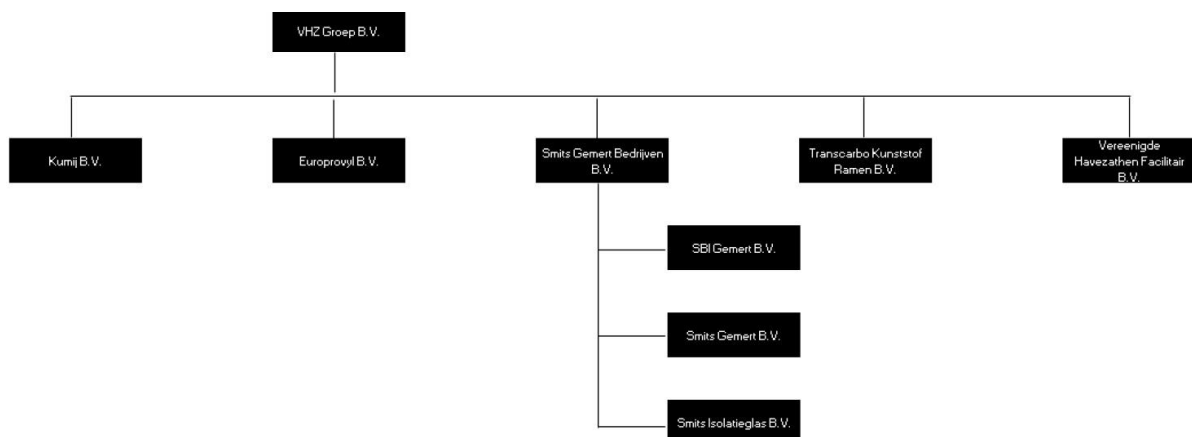 VHZ Groep B.V.
Kumij B.V.
Europrovyl B.V.
Smits Gemert Bedrijven
B.V.
Transcarbo Kunststof
Ramen B.V.
Vereenigde
Havezathen Facilitair
B.V.
SBI Gemert B.V.
Smits Gemert B.V.
Smits Isolatieglas B.V.